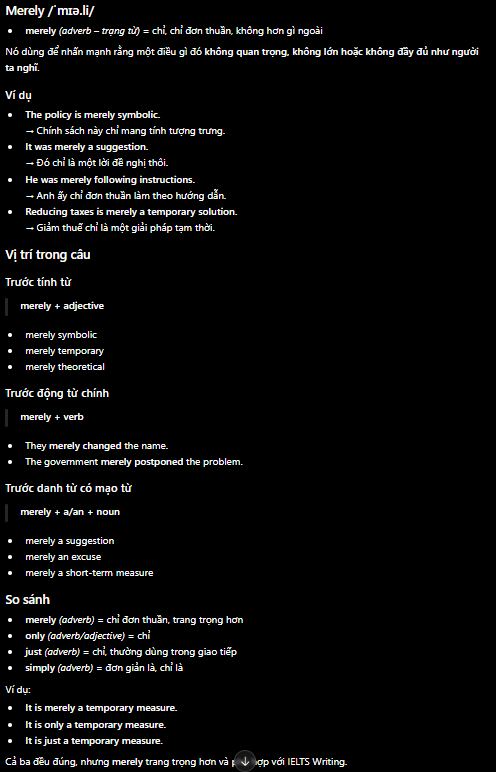 Merely /ˈmɪə.li/
• merely (adverb – trạng từ) = chỉ, chỉ đơn thuần, không hơn gì ngoài
Nó dùng để nhấn mạnh rằng một điều gì đó không quan trọng, không lớn hoặc không đầy đủ như người
ta nghĩ.
Ví dụ
• The policy is merely symbolic.
→ Chính sách này chỉ mang tính tượng trưng.
• It was merely a suggestion.
→ Đó chỉ là một lời đề nghị thôi.
• He was merely following instructions.
→ Anh ấy chỉ đơn thuần làm theo hướng dẫn.
• Reducing taxes is merely a temporary solution.
→ Giảm thuế chỉ là một giải pháp tạm thời.
Vị trí trong câu
Trước tính từ
merely + adjective
• merely symbolic
• merely temporary
• merely theoretical
Trước động từ chính
merely + verb
• They merely changed the name.
• The government merely postponed the problem.
Trước danh từ có mạo từ
merely + a/an + noun
• merely a suggestion
• merely an excuse
• merely a short-term measure
So sánh
• merely (adverb) = chỉ đơn thuần, trang trọng hơn
• only (adverb/adjective) = chỉ
• just (adverb) = chỉ, thường dùng trong giao tiếp
• simply (adverb) = đơn giản là, chỉ là
Ví dụ:
• It is merely a temporary measure.
• It is only a temporary measure.
• It is just a temporary measure.
Cả ba đều đúng, nhưng merely trang trọng hơn và hợp với IELTS Writing.